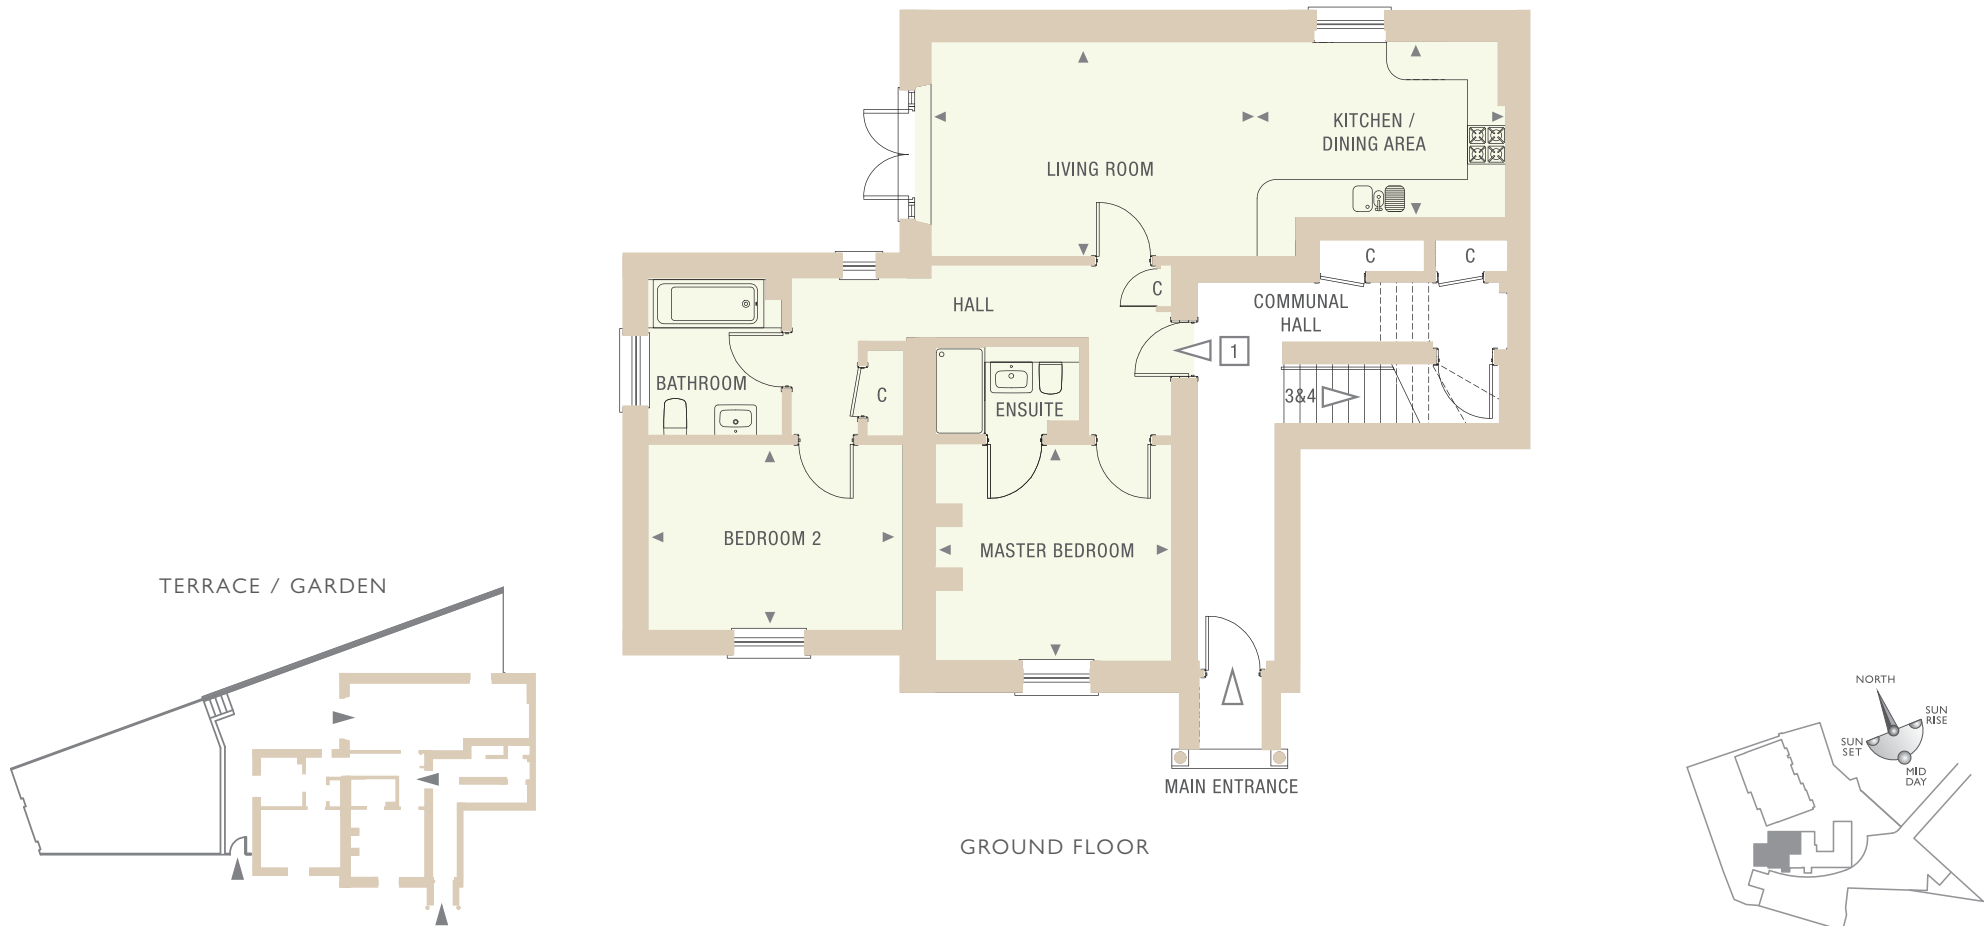 KITCHEN /
DINING AREA
LIVING ROOM
C
C
C
HALL
COMMUNAL
HALL
1
BATHROOM
C
ENSUITE
3&4
BEDROOM 2
MASTER BEDROOM
TERRACE / GARDEN
MAIN ENTRANCE
GROUND FLOOR
NORTH
SUN
RISE
SUN
SET
MID
DAY